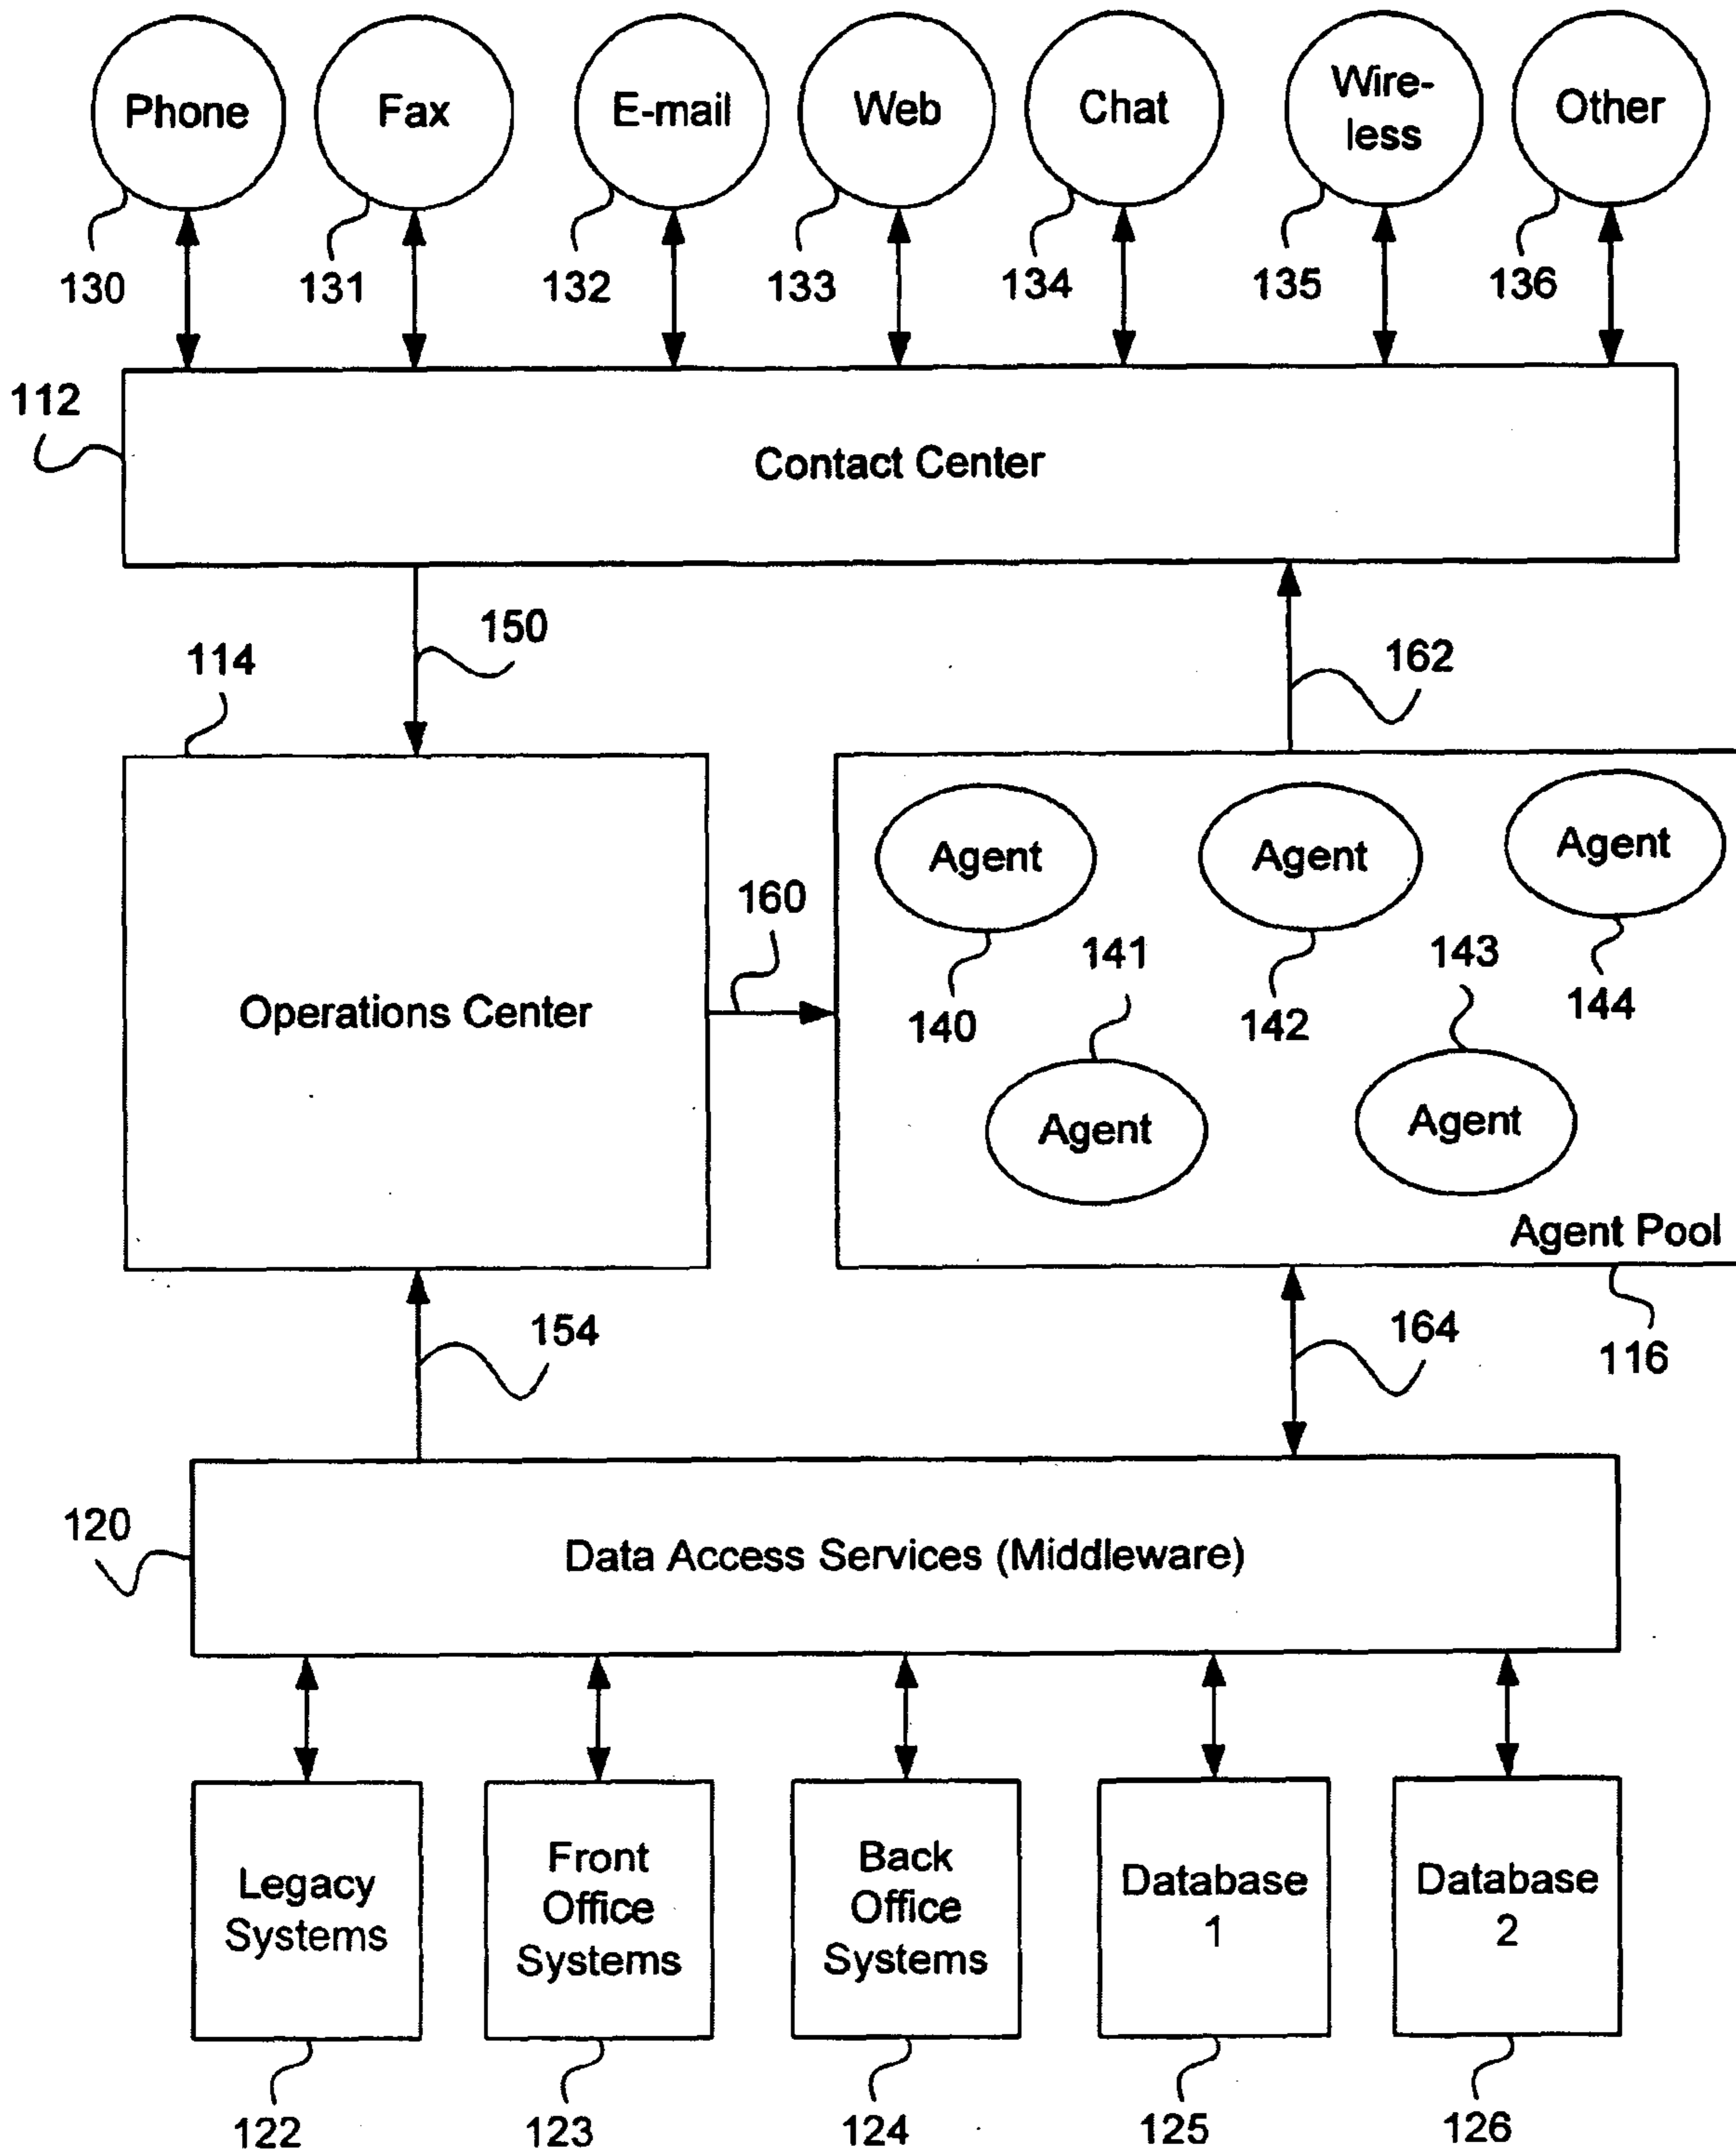 Phone
Fax
E-mail
Web
Chat
Wire-
less
Other
130
131
132
133
134
135
136
112
Contact Center
150
162
114
Agent
Agent
Agent
160
141
143
140
142
144
Operations Center
Agent
Agent
Agent Pool
154
164
116
120
Data Access Services (Middleware)
Legacy
Systems
Front
Office
Systems
Back
Office
Systems
Database
1
Database
2
122
123
124
125
126